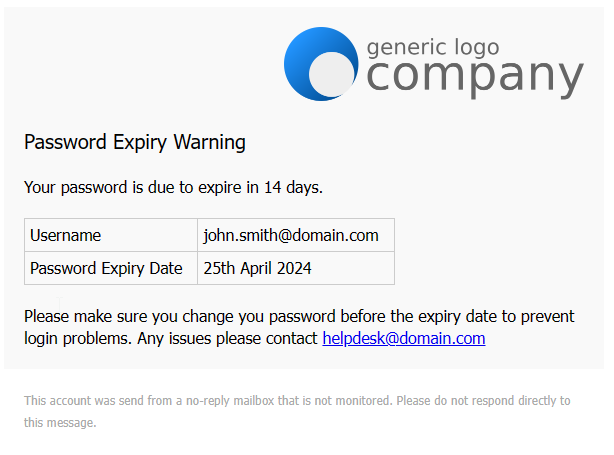 generic logo
company
Password Expiry Warning
Your password is due to expire in 14 days.
Username john.smith@domain.com
Password Expiry Date 25th April 2024
Please make sure you change you password before the expiry date to prevent
login problems. Any issues please contact helpdesk@domain.com
This account was send from a no-reply mailbox that is not monitored. Please do not respond directly to
this message.